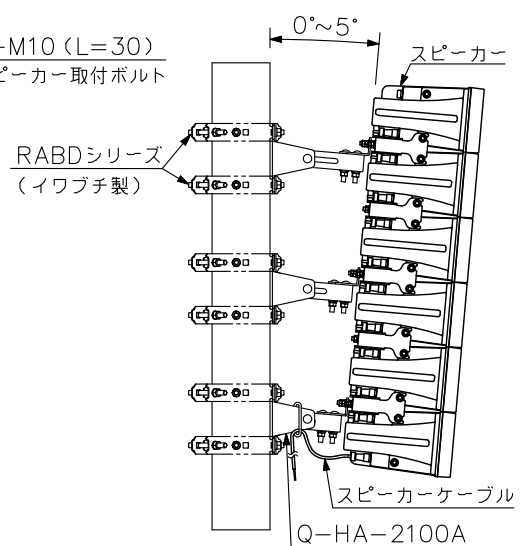 0°~5°
-M10（L=30）
ピーカー取付ボルト
スピーカー
RABDシリーズ
（イワブチ製）
スピーカーケーブル
Q-HA-2100A